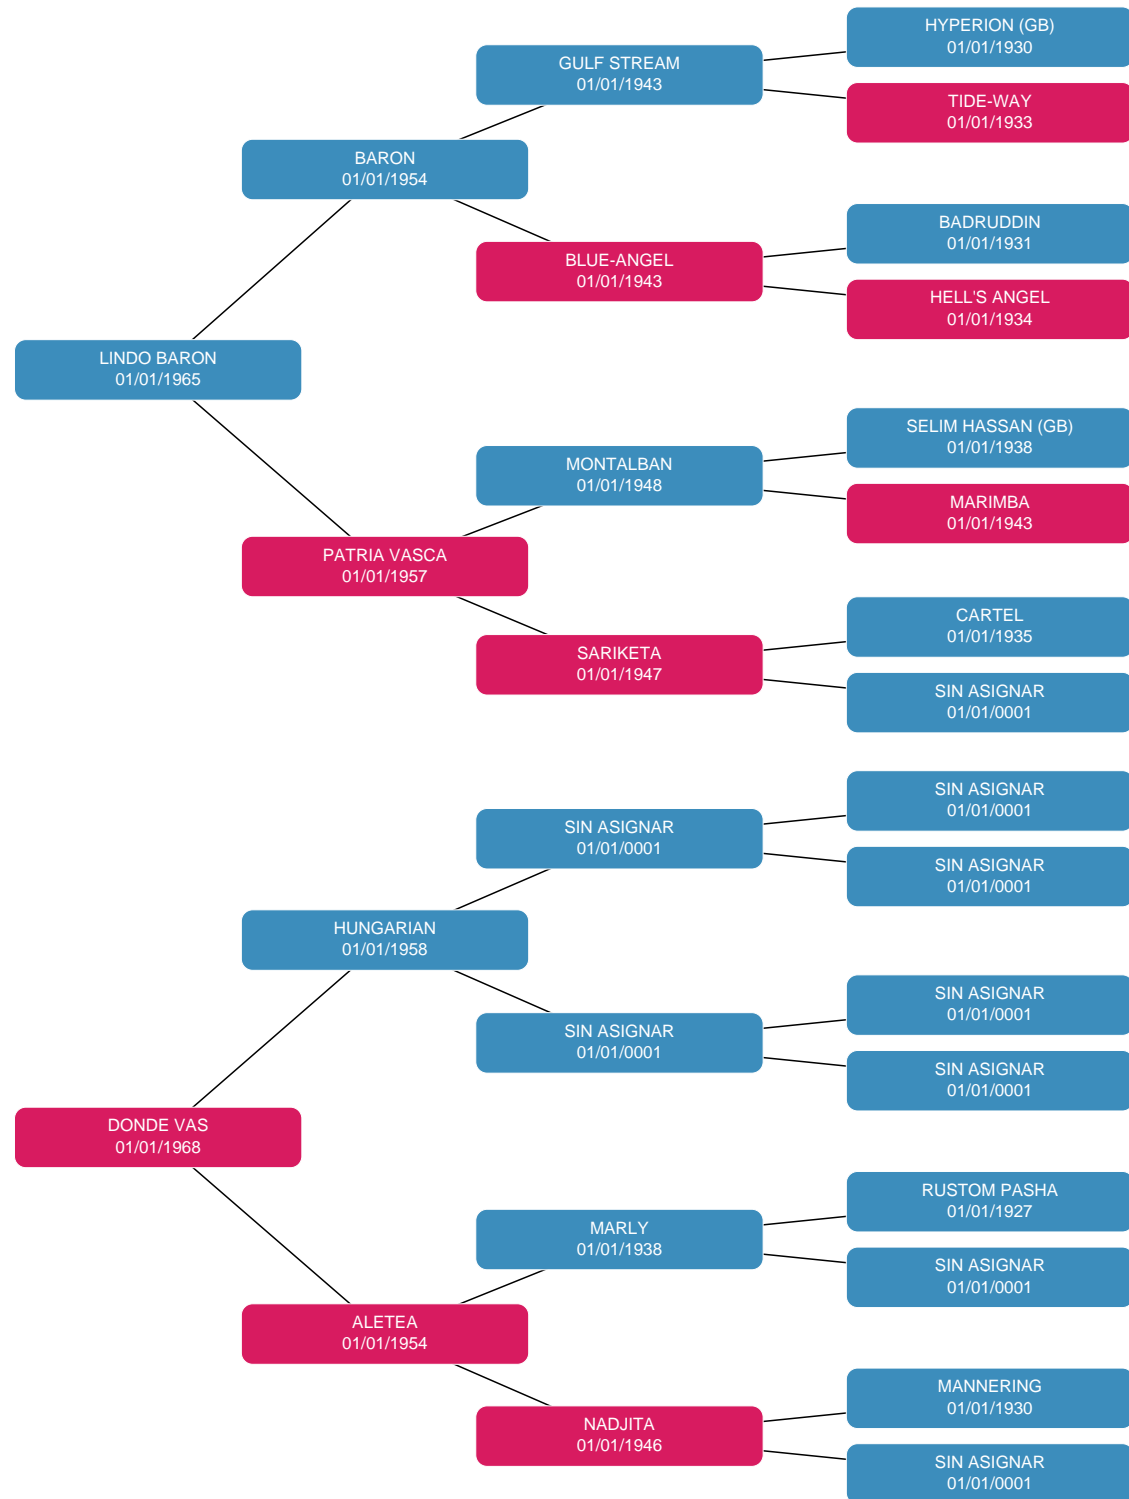 HYPERION (GB)
01/01/1930
GULF STREAM
01/01/1943
TIDE-WAY
01/01/1933
BARON
01/01/1954
BADRUDDIN
01/01/1931
BLUE-ANGEL
01/01/1943
HELL'S ANGEL
01/01/1934
LINDO BARON
01/01/1965
SELIM HASSAN (GB)
01/01/1938
MONTALBAN
01/01/1948
MARIMBA
01/01/1943
PATRIA VASCA
01/01/1957
CARTEL
01/01/1935
SARIKETA
01/01/1947
SIN ASIGNAR
01/01/0001
SIN ASIGNAR
01/01/0001
SIN ASIGNAR
01/01/0001
SIN ASIGNAR
01/01/0001
HUNGARIAN
01/01/1958
SIN ASIGNAR
01/01/0001
SIN ASIGNAR
01/01/0001
SIN ASIGNAR
01/01/0001
DONDE VAS
01/01/1968
RUSTOM PASHA
01/01/1927
MARLY
01/01/1938
SIN ASIGNAR
01/01/0001
ALETEA
01/01/1954
MANNERING
01/01/1930
NADJITA
01/01/1946
SIN ASIGNAR
01/01/0001